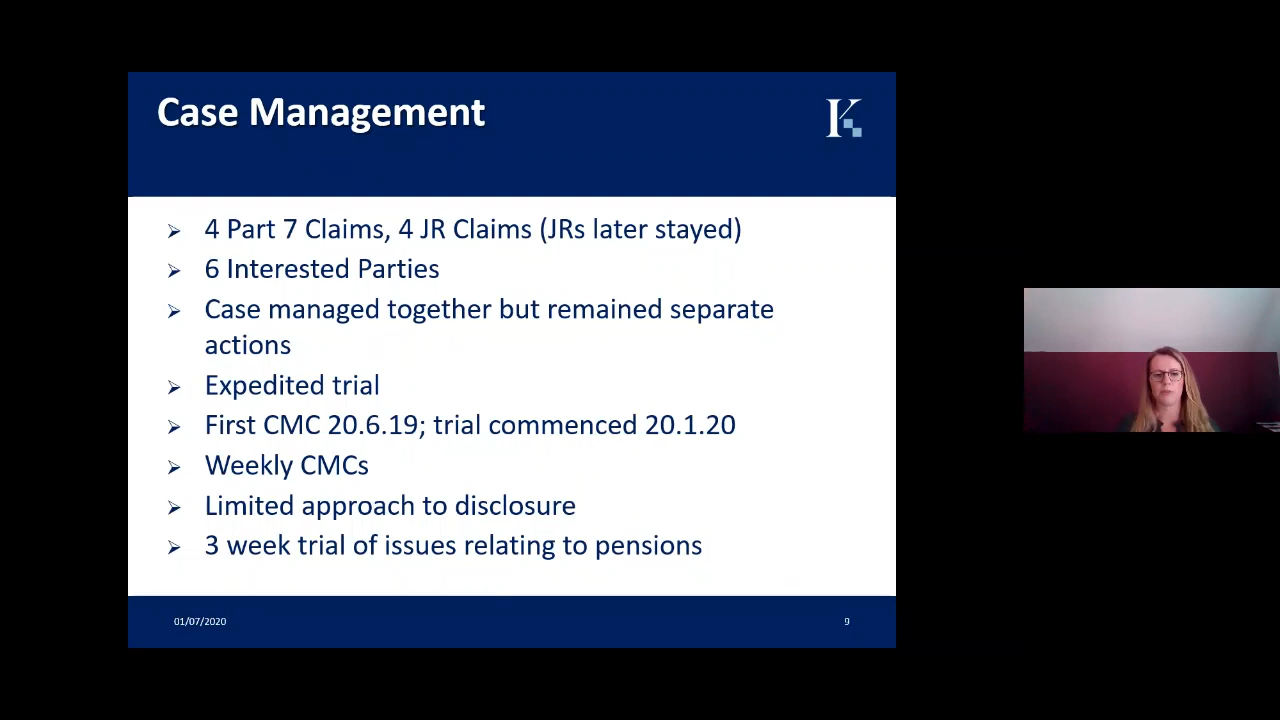 Case Management
K
➢ 4 Part 7 Claims, 4 JR Claims (JRs later stayed)
➢ 6 Interested Parties
➢ Case managed together but remained separate
actions
➢ Expedited trial
➢ First CMC 20.6.19; trial commenced 20.1.20
➢ Weekly CMCs
➢ Limited approach to disclosure
➢ 3 week trial of issues relating to pensions
01/07/2020
9